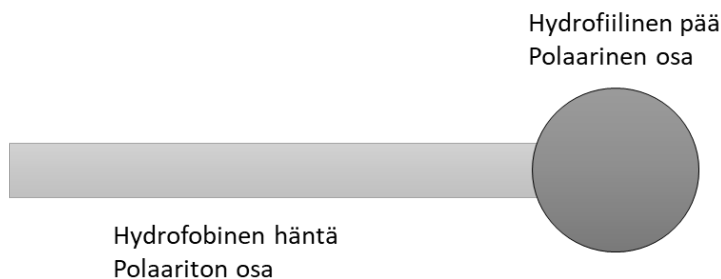 Hydrofiilinen pää
Polaarinen osa
Hydrofobinen häntä
Polaariton osa